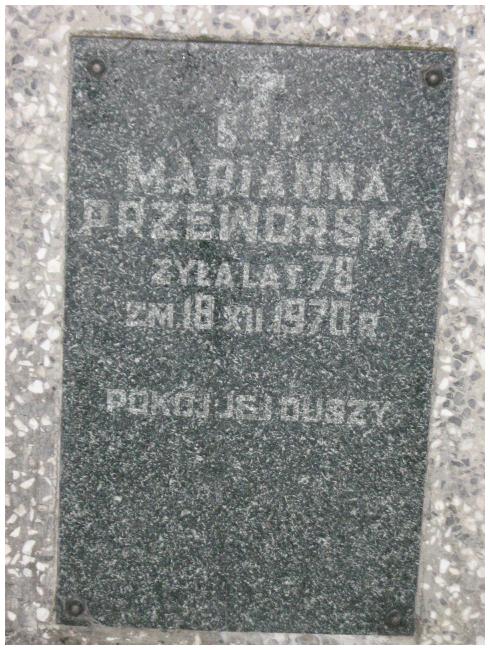 Ś P
MARIANNA
PRZEWORSKA
ŻYŁA LAT 78
ZM. 18 XII 1970 R
POKÓJ JEJ DUSZY